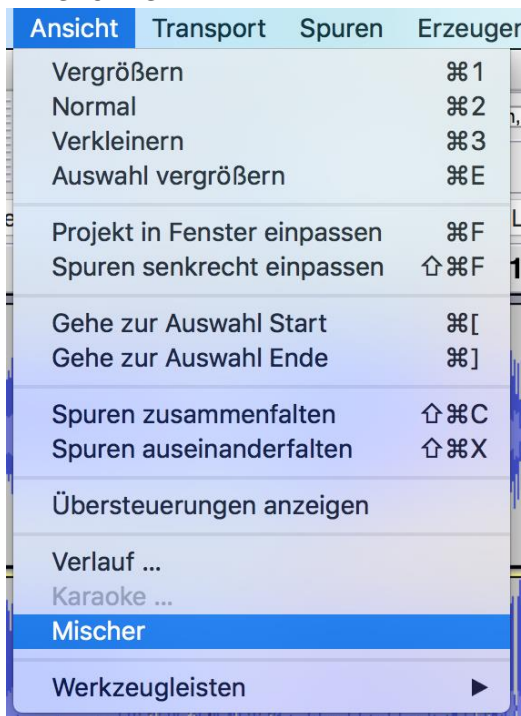 Ansicht Transport Spuren Erzeuger
Vergrößern ⌘1
Normal ⌘2
Verkleinern ⌘3
Auswahl vergrößern ⌘E
Projekt in Fenster einpassen ⌘F
Spuren senkrecht einpassen ⇧⌘F
Gehe zur Auswahl Start ⌘[
Gehe zur Auswahl Ende ⌘]
Spuren zusammenfalten ⇧⌘C
Spuren auseinanderfalten ⇧⌘X
Übersteuerungen anzeigen
Verlauf ...
Karaoke ...
Mischer
Werkzeugleisten ▶